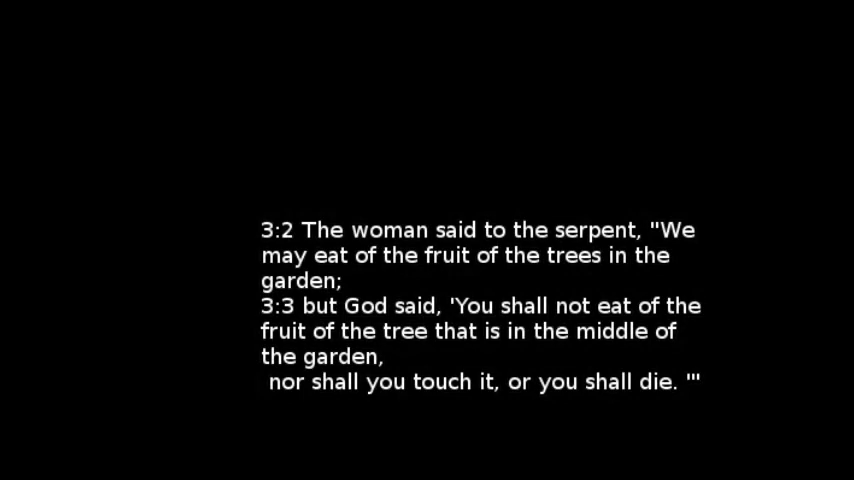 3:2 The woman said to the serpent, "We
may eat of the fruit of the trees in the
garden;
3:3 but God said, 'You shall not eat of the
fruit of the tree that is in the middle of
the garden,
nor shall you touch it, or you shall die. '"